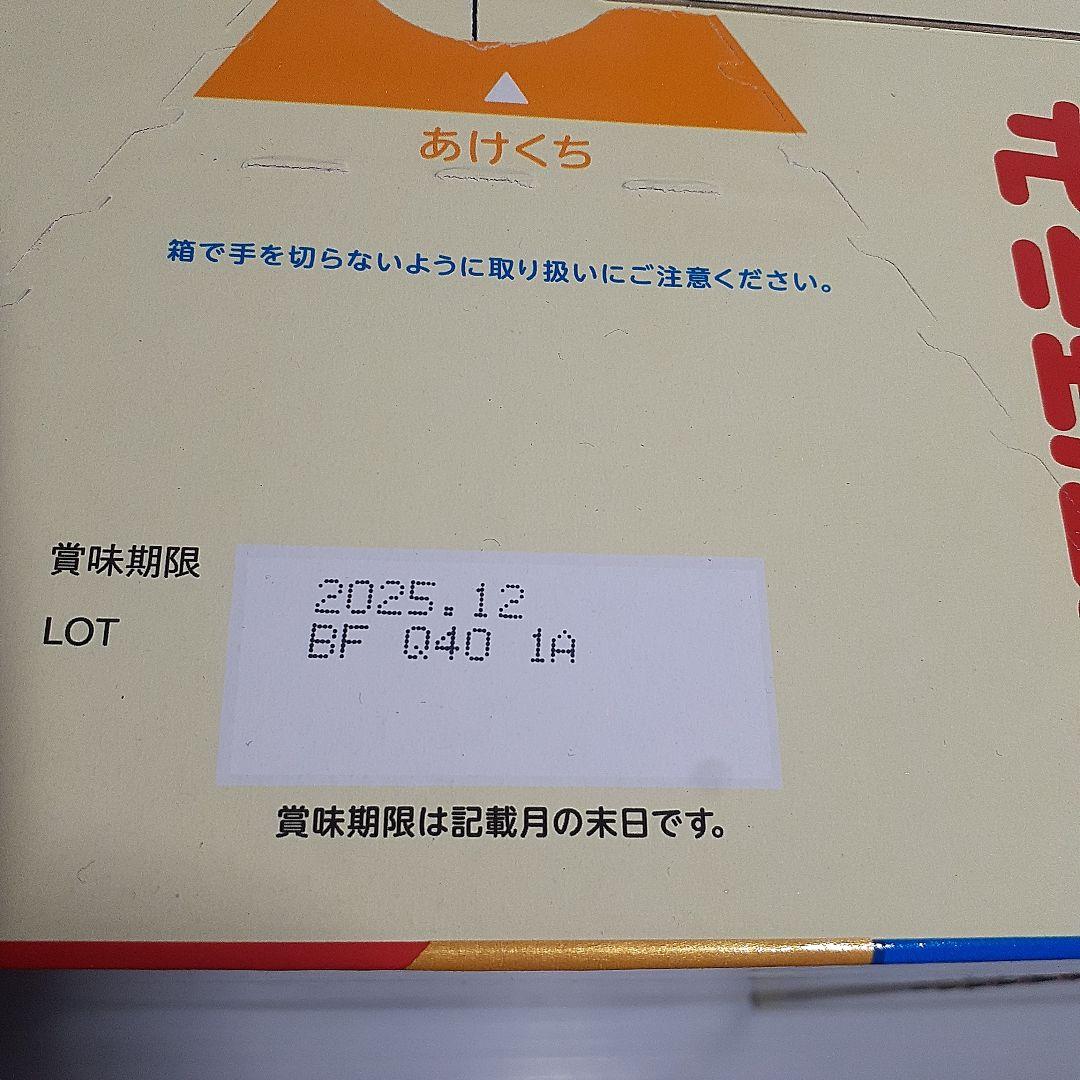 あけくち
箱で手を切らないように取り扱いにご注意ください。
賞味期限
2025.12
LOT
BF Q40 1A
賞味期限は記載月の末日です。